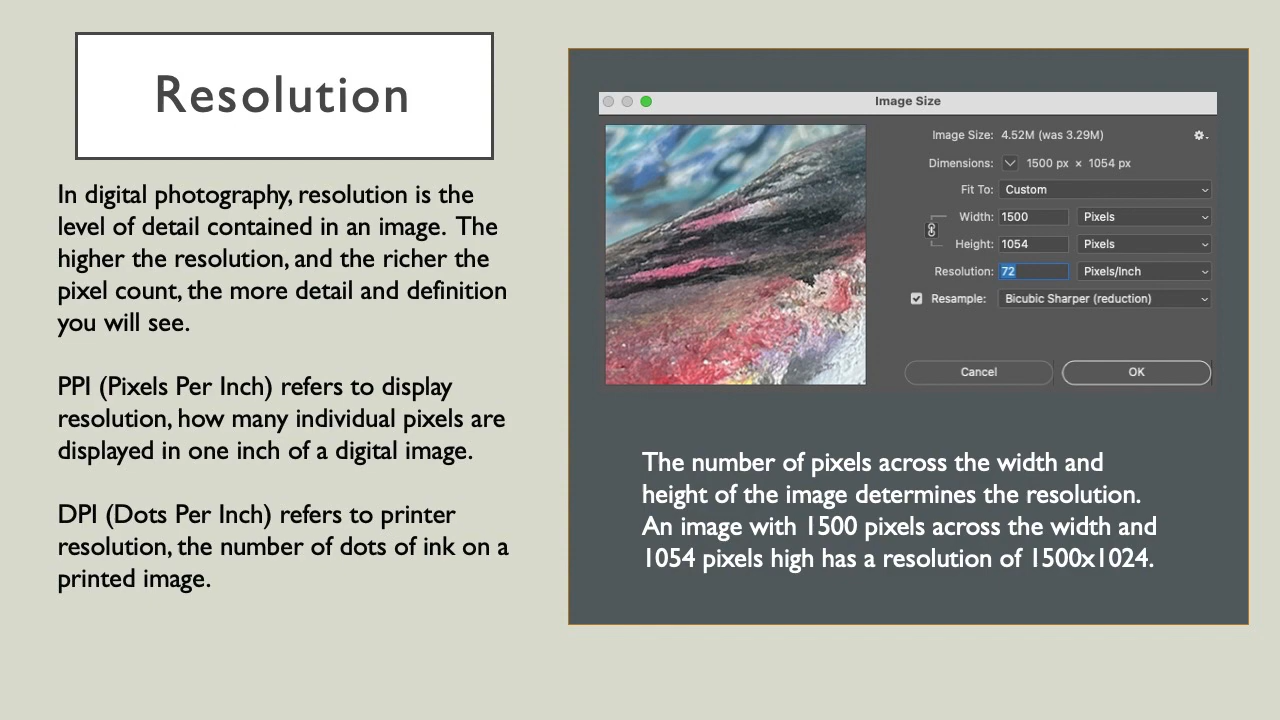 Resolution
In digital photography, resolution is the
level of detail contained in an image.  The
higher the resolution, and the richer the
pixel count, the more detail and definition
you will see.
PPI (Pixels Per Inch) refers to display
resolution, how many individual pixels are
displayed in one inch of a digital image.
DPI (Dots Per Inch) refers to printer
resolution, the number of dots of ink on a
printed image.
Image Size
Image Size: 4.52M (was 3.29M)
Dimensions: 1500 px × 1054 px
Fit To: Custom
Width: 1500 Pixels
Height: 1054 Pixels
Resolution: 72 Pixels/Inch
Resample: Bicubic Sharper (reduction)
Cancel OK
The number of pixels across the width and
height of the image determines the resolution.
An image with 1500 pixels across the width and
1054 pixels high has a resolution of 1500x1024.